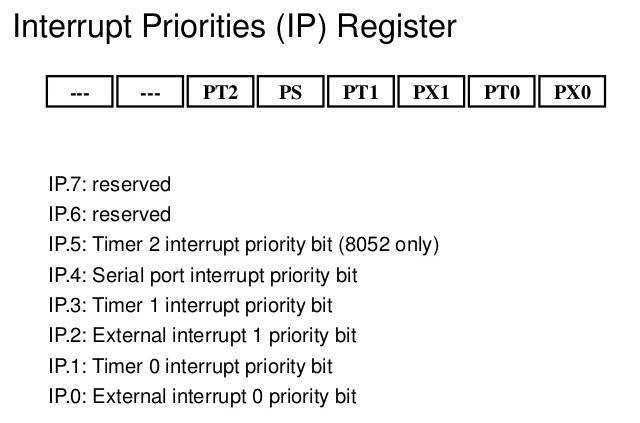 Interrupt Priorities (IP) Register
--- --- PT2 PS PT1 PX1 PT0 PX0
IP.7: reserved
IP.6: reserved
IP.5: Timer 2 interrupt priority bit (8052 only)
IP.4: Serial port interrupt priority bit
IP.3: Timer 1 interrupt priority bit
IP.2: External interrupt 1 priority bit
IP.1: Timer 0 interrupt priority bit
IP.0: External interrupt 0 priority bit